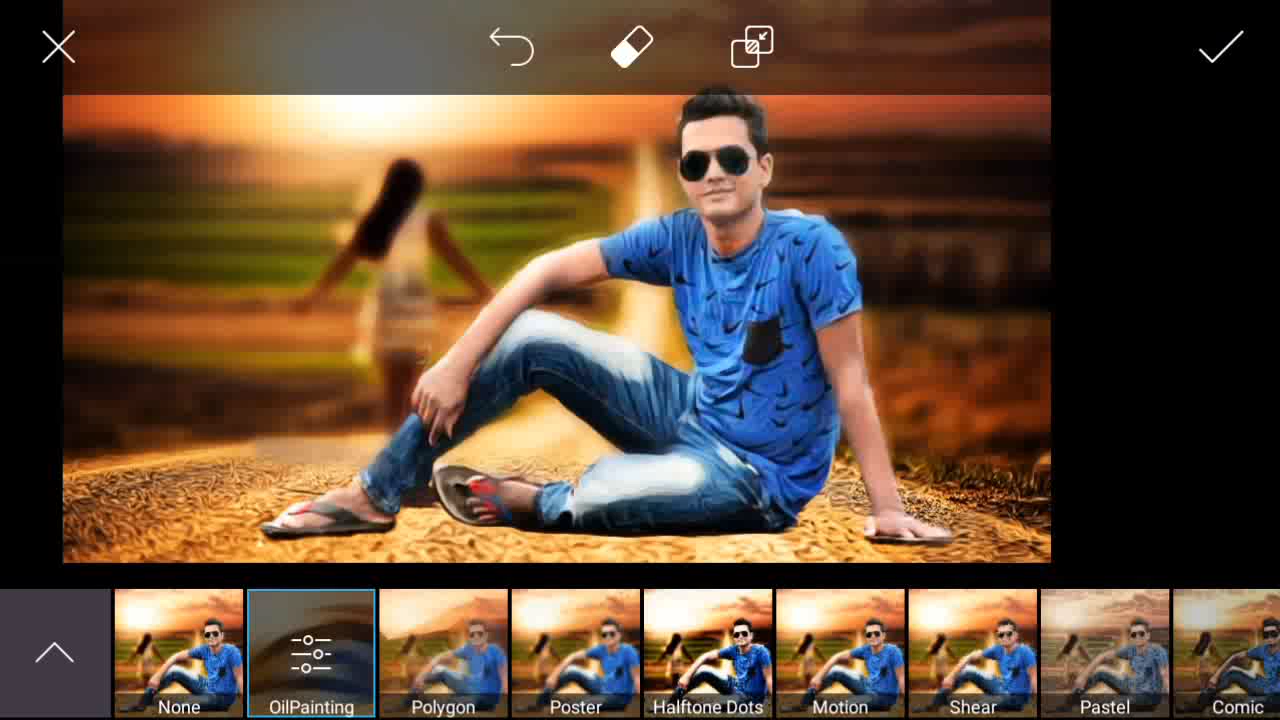 None
OilPainting
Polygon
Poster
Halftone Dots
Motion
Shear
Pastel
Comic